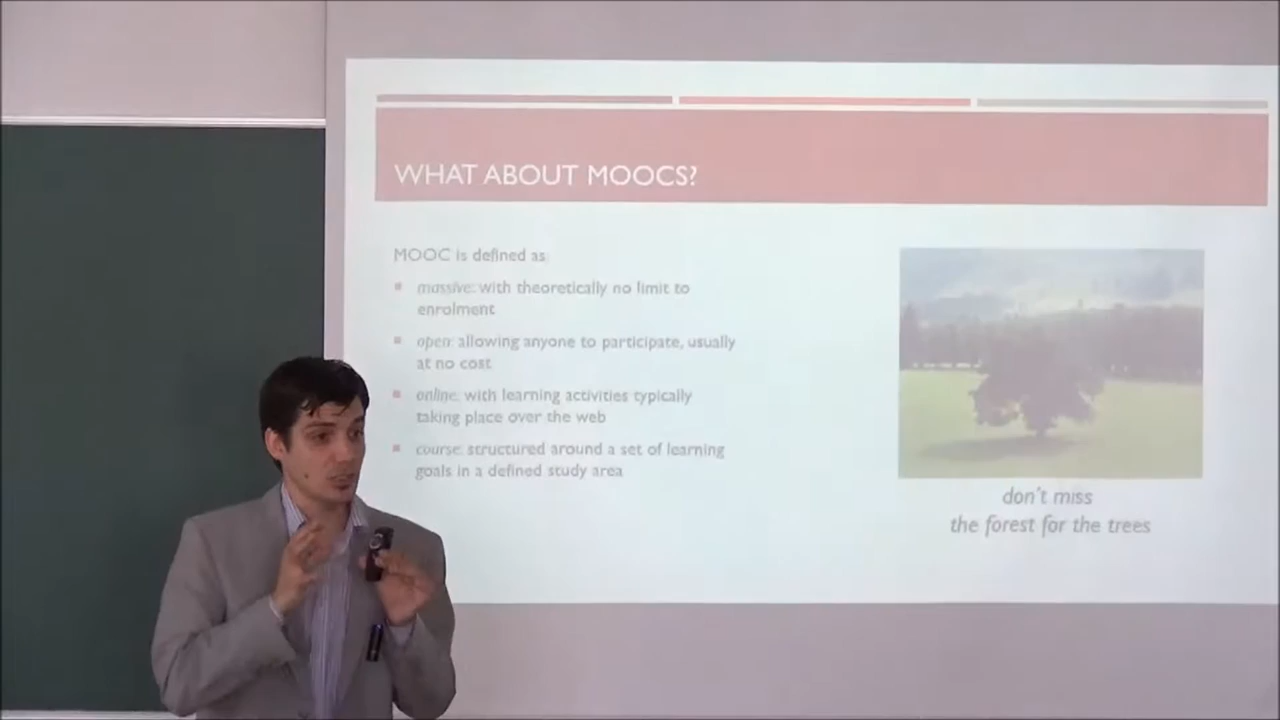 WHAT ABOUT MOOCS?
MOOC is defined as:
massive: with theoretically no limit to
enrolment
open: allowing anyone to participate, usually
at no cost
online: with learning activities typically
taking place over the web
course: structured around a set of learning
goals in a defined study area
don't miss
the forest for the trees